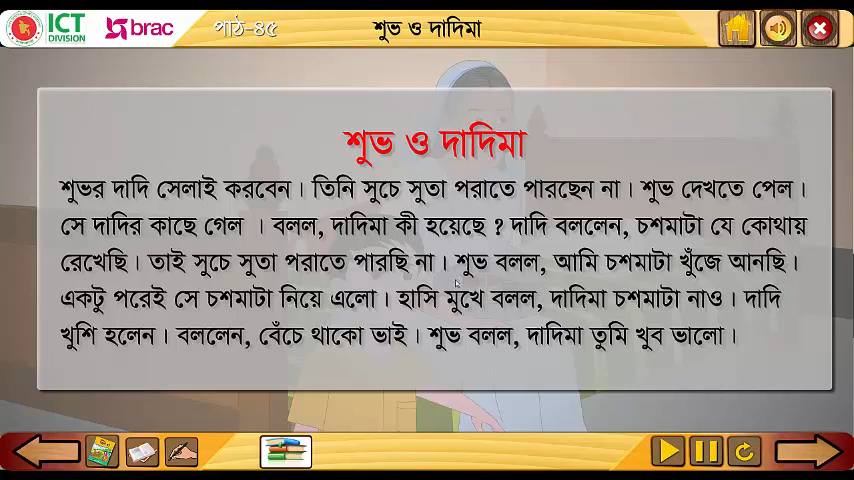 ICT
DIVISION
brac
পাঠ-৪৫
শুভ ও দাদিমা
শুভ ও দাদিমা
শুভর দাদি সেলাই করবেন। তিনি সুচে সুতা পরাতে পারছেন না। শুভ দেখতে পেল।
সে দাদির কাছে গেল । বলল, দাদিমা কী হয়েছে ? দাদি বললেন, চশমাটা যে কোথায়
রেখেছি। তাই সুচে সুতা পরাতে পারছি না। শুভ বলল, আমি চশমাটা খুঁজে আনছি।
একটু পরেই সে চশমাটা নিয়ে এলো। হাসি মুখে বলল, দাদিমা চশমাটা নাও। দাদি
খুশি হলেন। বললেন, বেঁচে থাকো ভাই। শুভ বলল, দাদিমা তুমি খুব ভালো।